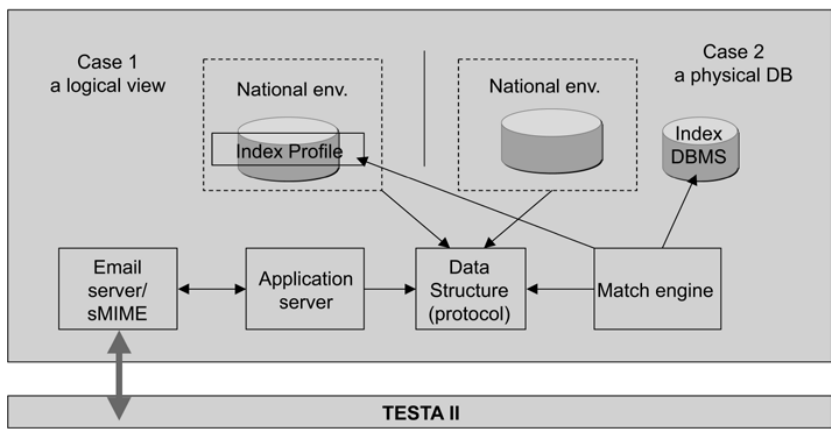 Case 1
a logical view
National env.
Index Profile
National env.
Case 2
a physical DB
Index
DBMS
Email
server/
sMIME
Application
server
Data
Structure
(protocol)
Match engine
TESTA II